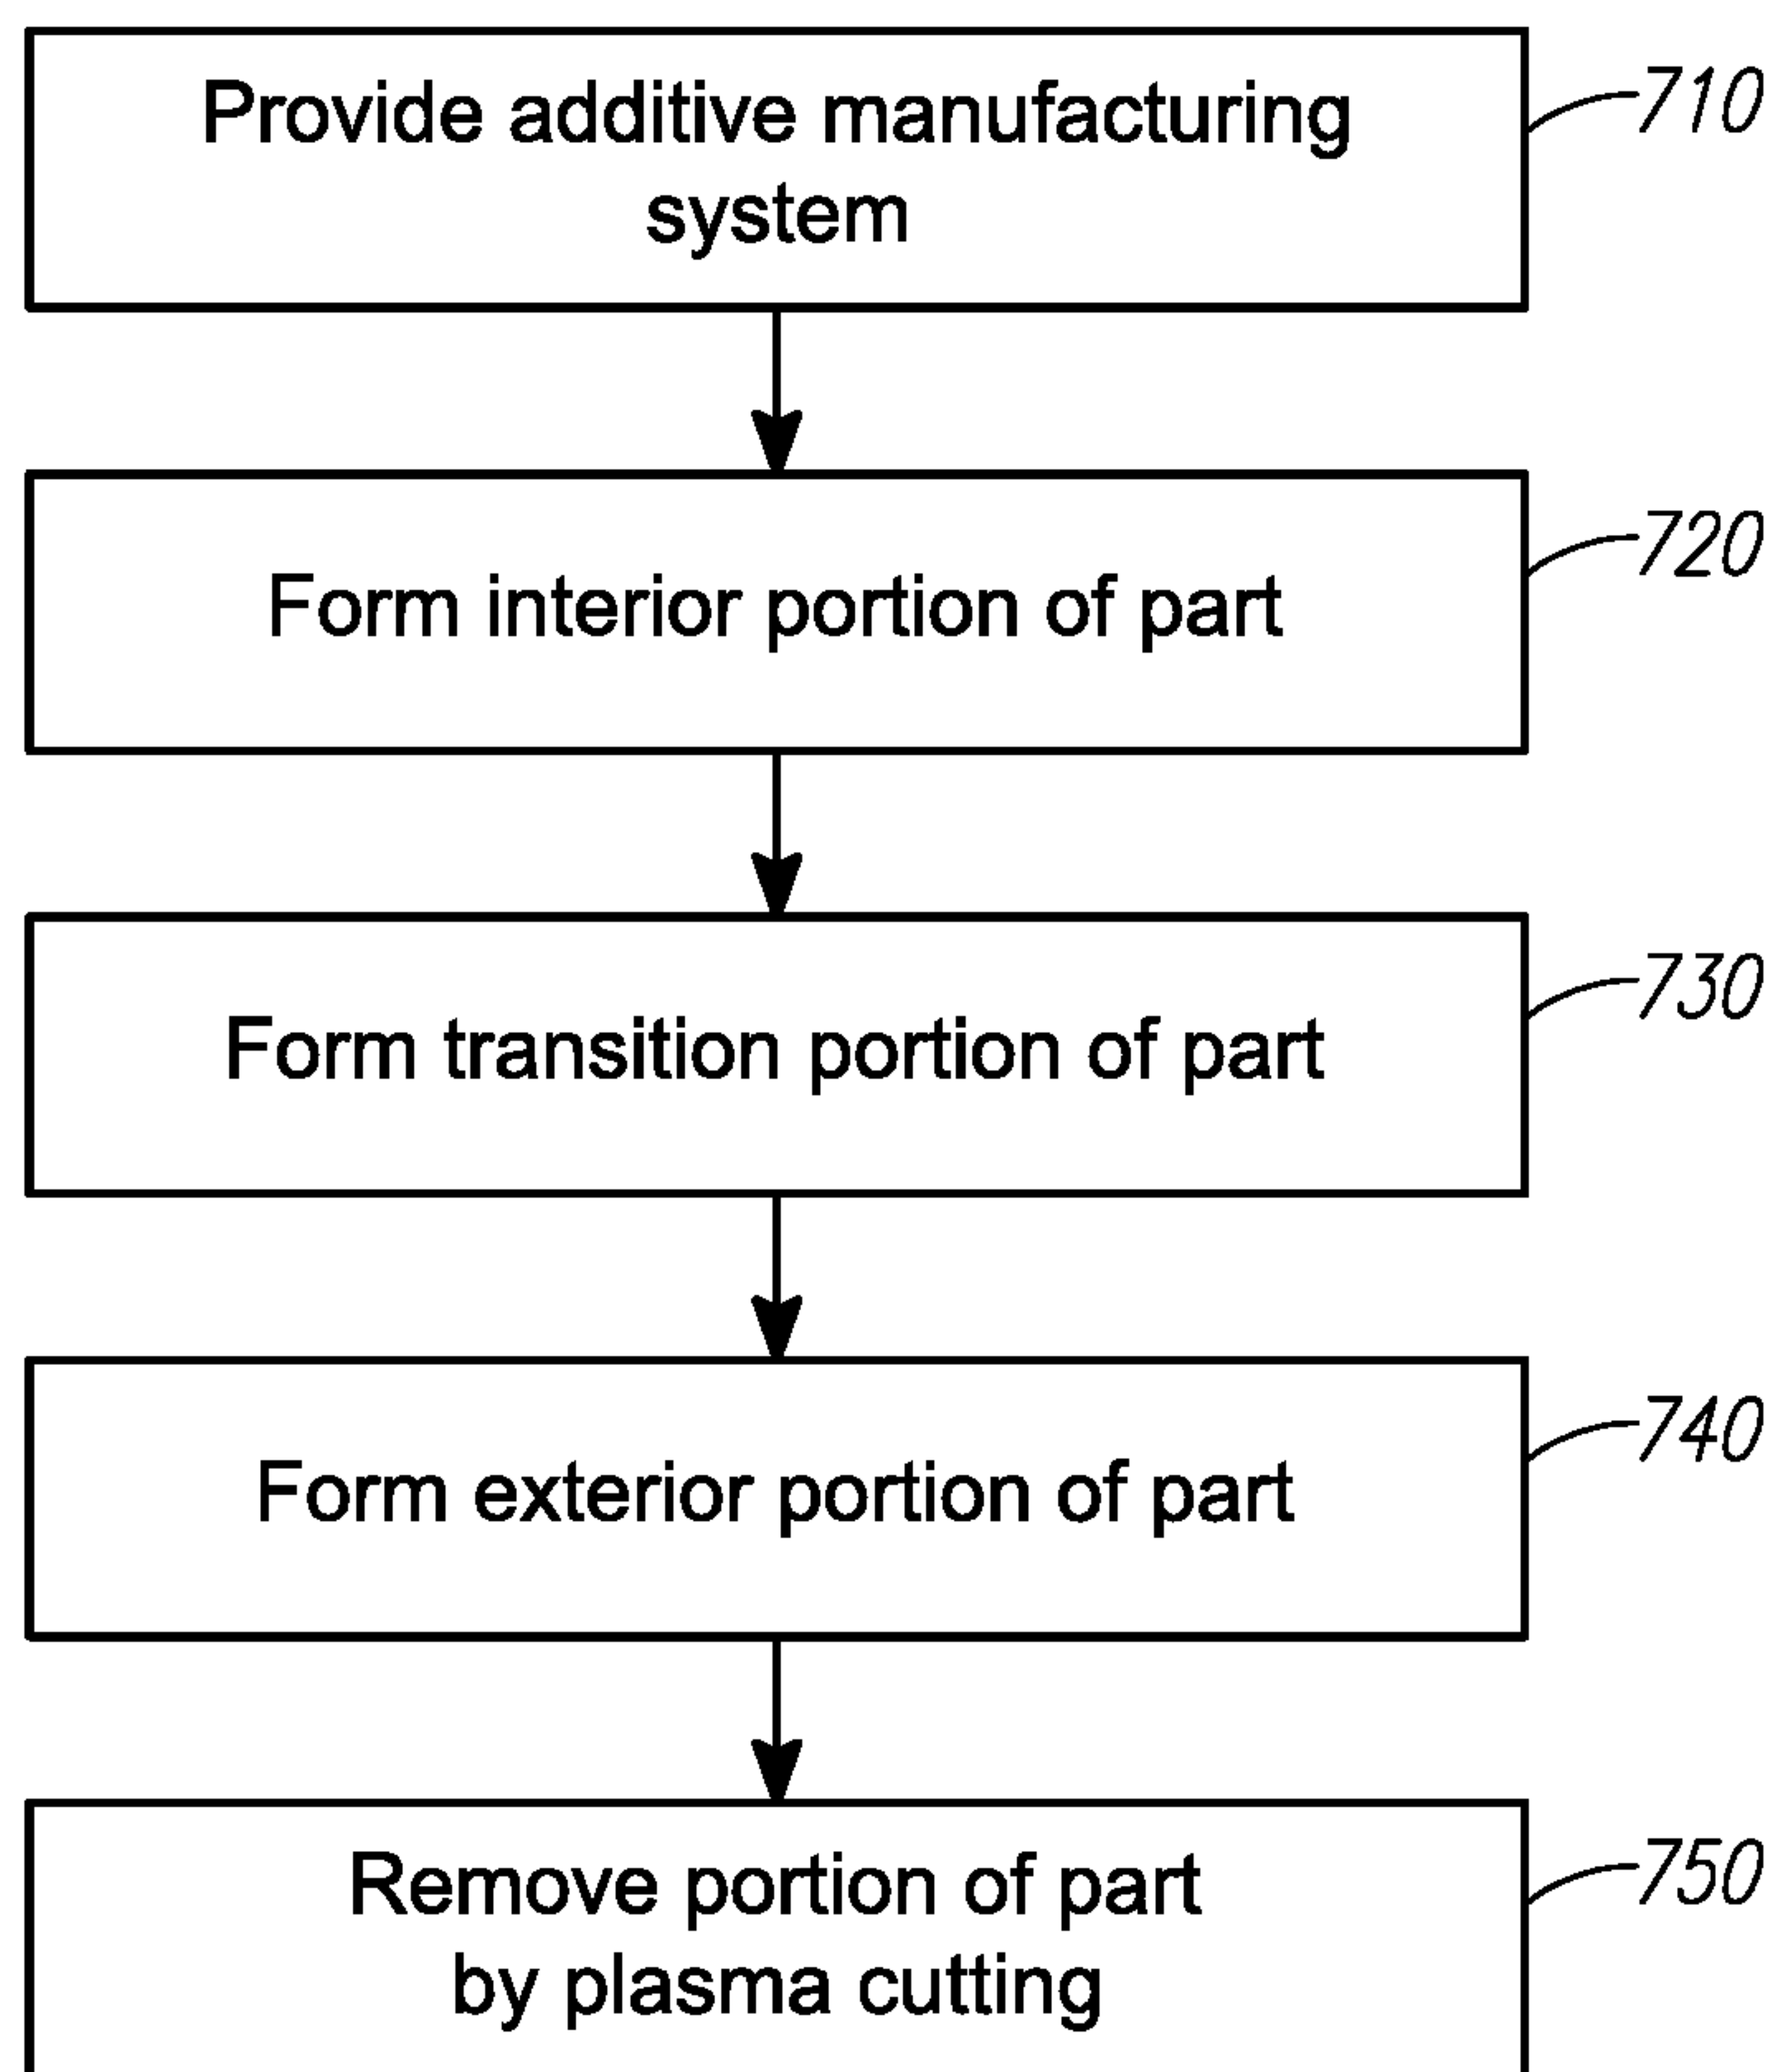 Provide additive manufacturing
system
710
Form interior portion of part
720
Form transition portion of part
730
Form exterior portion of part
740
Remove portion of part
by plasma cutting
750